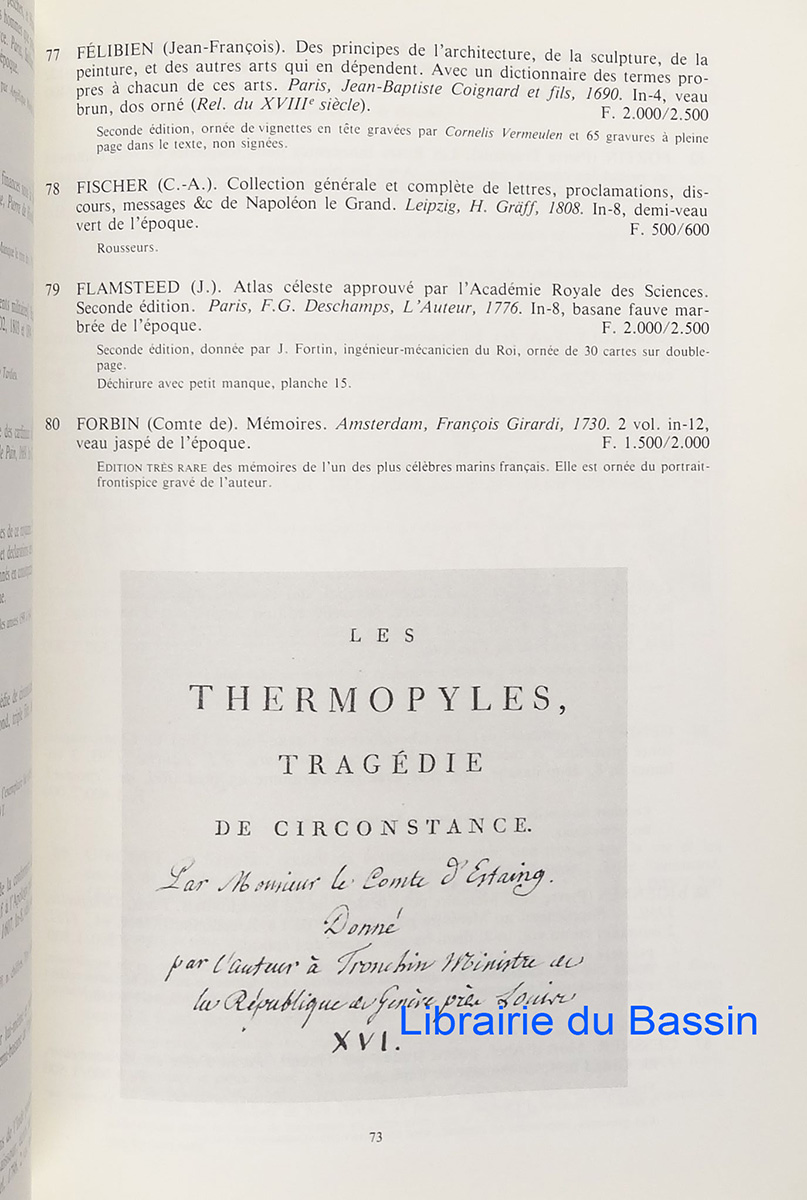 77 FÉLIBIEN (Jean-François). Des principes de l'architecture, de la sculpture, de la
peinture, et des autres arts qui en dépendent. Avec un dictionnaire des termes pro-
pres à chacun de ces arts. Paris, Jean-Baptiste Coignard et fils, 1690. In-4, veau
brun, dos orné (Rel. du XVIIIe siècle). F. 2.000/2.500
Seconde édition, ornée de vignettes en tête gravées par Cornelis Vermeulen et 65 gravures à pleine
page dans le texte, non signées.
78 FISCHER (C.-A.). Collection générale et complète de lettres, proclamations, dis-
cours, messages &c de Napoléon le Grand. Leipzig, H. Gräff, 1808. In-8, demi-veau
vert de l'époque. F. 500/600
Rousseurs.
79 FLAMSTEED (J.). Atlas céleste approuvé par l'Académie Royale des Sciences.
Seconde édition. Paris, F.G. Deschamps, L'Auteur, 1776. In-8, basane fauve mar-
brée de l'époque. F. 2.000/2.500
Seconde édition, donnée par J. Fortin, ingénieur-mécanicien du Roi, ornée de 30 cartes sur double-
page.
Déchirure avec petit manque, planche 15.
80 FORBIN (Comte de). Mémoires. Amsterdam, François Girardi, 1730. 2 vol. in-12,
veau jaspé de l'époque. F. 1.500/2.000
EDITION TRÈS RARE des mémoires de l'un des plus célèbres marins français. Elle est ornée du portrait-
frontispice gravé de l'auteur.
LES
THERMOPYLES,
TRAGÉDIE
DE CIRCONSTANCE.
Par Monsieur le Comte d'Estaing.
Donné
par l'auteur à Tronchin Ministre de
la République de Genève près Louis
XVI.
Librairie du Bassin
73